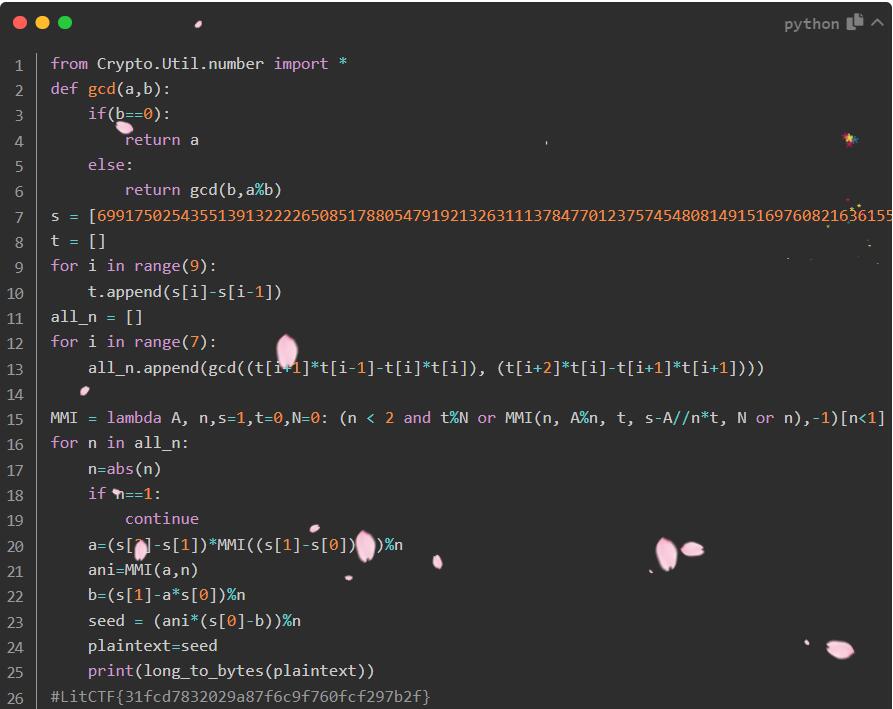 python
1 from Crypto.Util.number import *
2 def gcd(a,b):
3     if(b==0):
4         return a
5     else:
6         return gcd(b,a%b)
7 s = [699175025435513913222265085178805479192132631113784770123757454808149151697608216361550
8 t = []
9 for i in range(9):
10     t.append(s[i]-s[i-1])
11 all_n = []
12 for i in range(7):
13     all_n.append(gcd((t[i+1]*t[i-1]-t[i]*t[i]), (t[i+2]*t[i]-t[i+1]*t[i+1])))
14
15 MMI = lambda A, n,s=1,t=0,N=0: (n < 2 and t%N or MMI(n, A%n, t, s-A//n*t, N or n),-1)[n<1]
16 for n in all_n:
17     n=abs(n)
18     if n==1:
19         continue
20     a=(s[2]-s[1])*MMI((s[1]-s[0]),n)%n
21     ani=MMI(a,n)
22     b=(s[1]-a*s[0])%n
23     seed = (ani*(s[0]-b))%n
24     plaintext=seed
25     print(long_to_bytes(plaintext))
26 #LitCTF{31fcd7832029a87f6c9f760fcf297b2f}